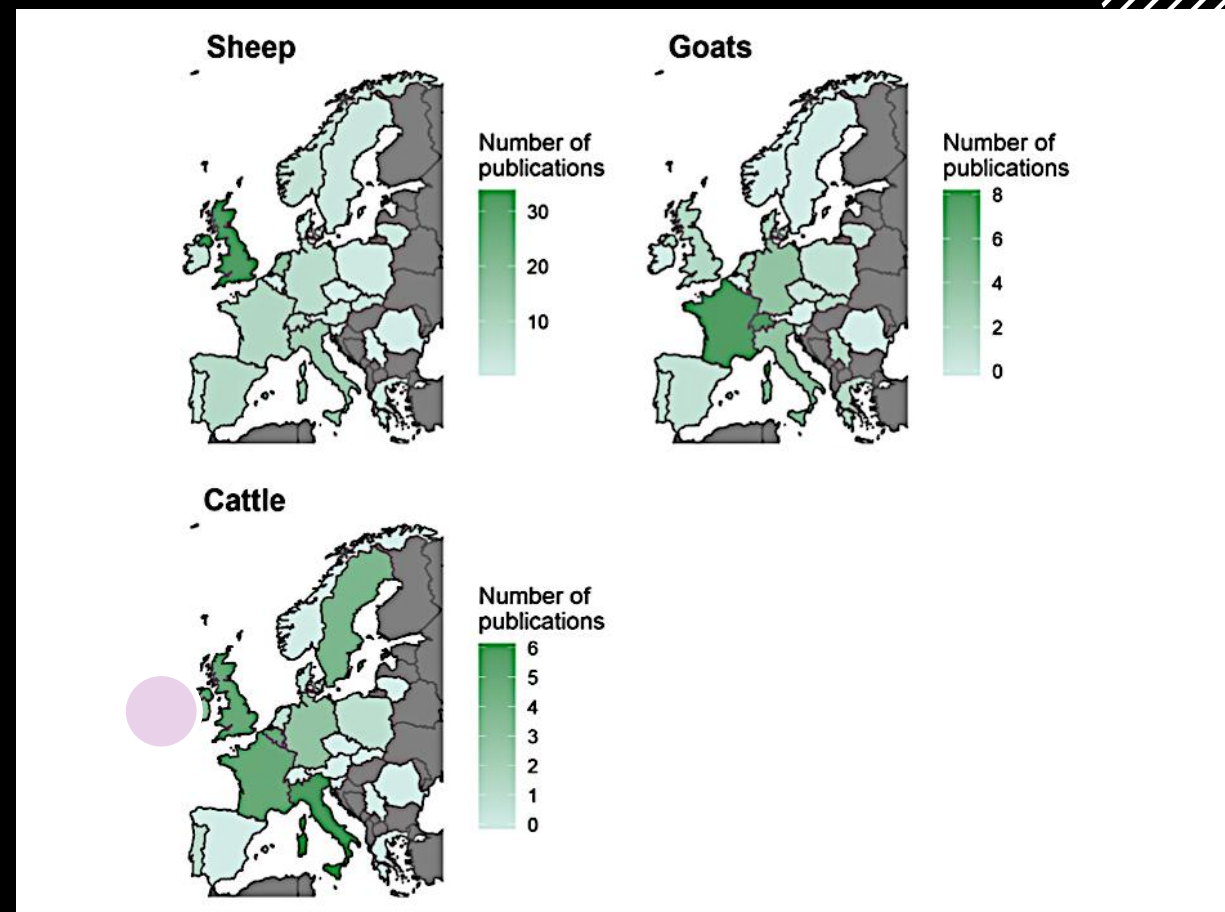 Sheep
Number of
publications
30
20
10
Goats
Number of
publications
8
6
4
2
0
Cattle
Number of
publications
6
5
4
3
2
1
0